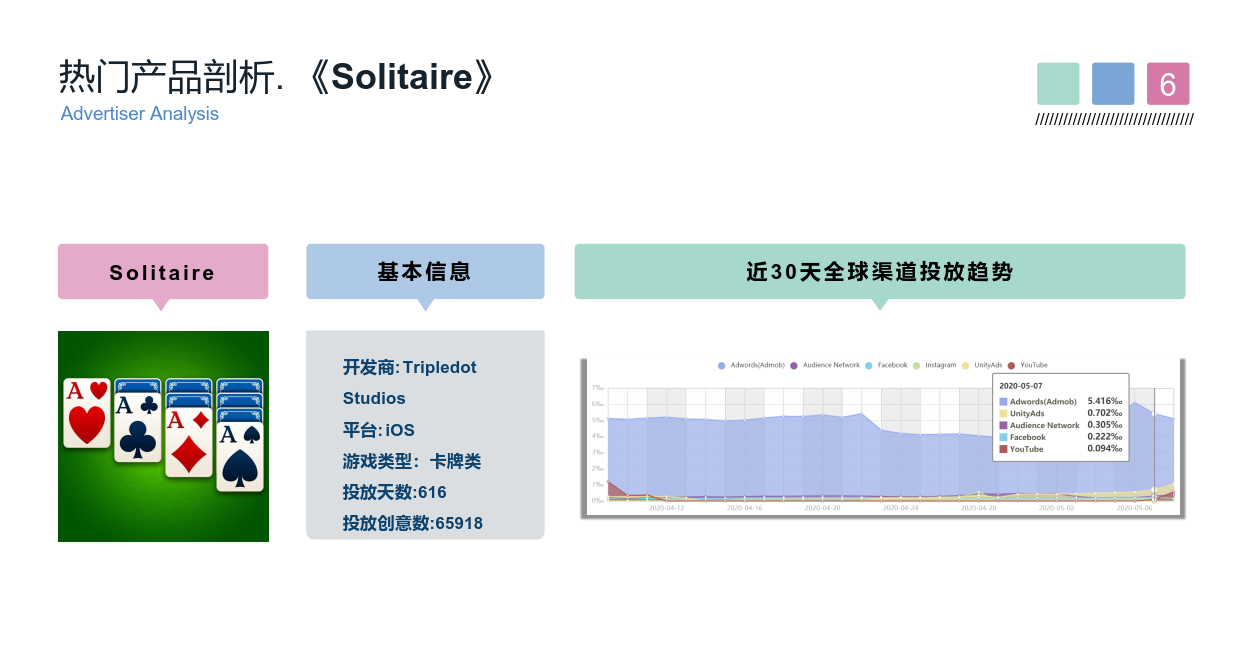 热门产品剖析.《Solitaire》
Advertiser Analysis
6
Solitaire
基本信息
近30天全球渠道投放趋势
A
A
A
A
开发商: Tripledot
Studios
平台: iOS
游戏类型：卡牌类
投放天数:616
投放创意数:65918
Adwords(Admob) Audience Network Facebook Instagram UnityAds YouTube
7‰
6‰
5‰
4‰
3‰
2‰
1‰
0‰
2020-05-07
Adwords(Admob) 5.416‰
UnityAds 0.702‰
Audience Network 0.305‰
Facebook 0.222‰
YouTube 0.094‰
2020-04-12 2020-04-16 2020-04-20 2020-04-24 2020-04-28 2020-05-02 2020-05-06